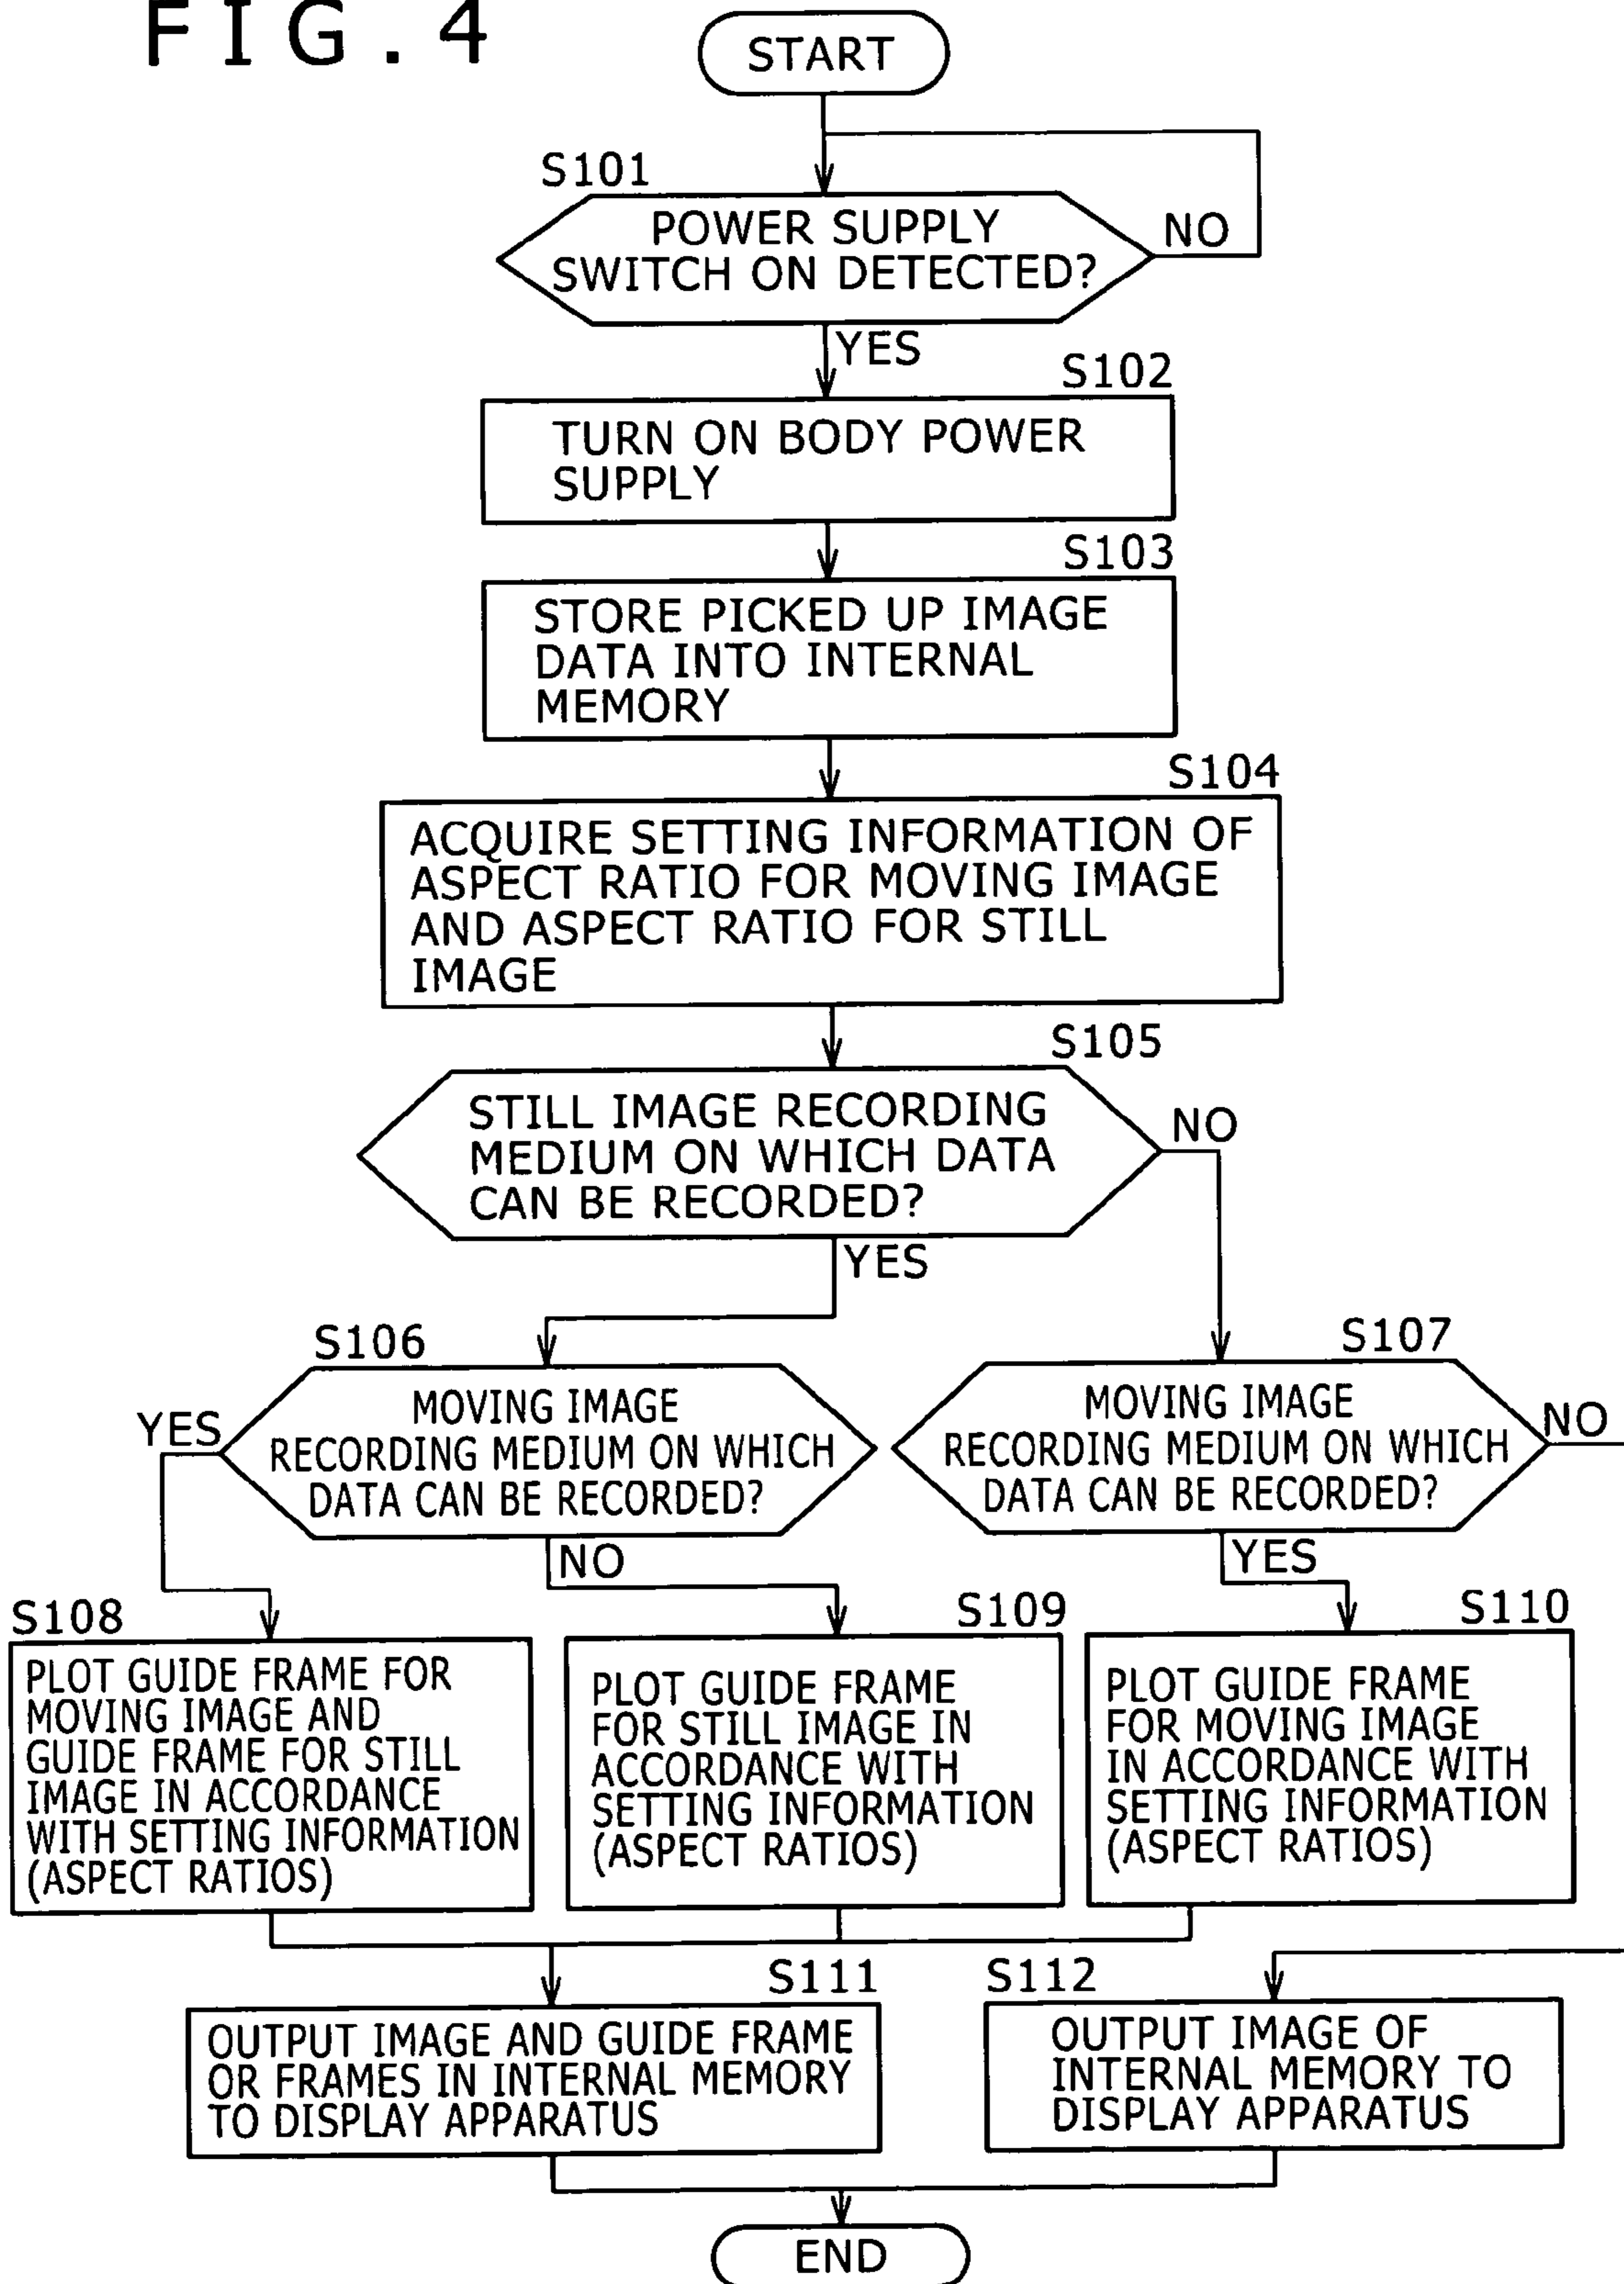 FIG.4
START
S101
POWER SUPPLY
SWITCH ON DETECTED?
NO
YES
S102
TURN ON BODY POWER
SUPPLY
S103
STORE PICKED UP IMAGE
DATA INTO INTERNAL
MEMORY
S104
ACQUIRE SETTING INFORMATION OF
ASPECT RATIO FOR MOVING IMAGE
AND ASPECT RATIO FOR STILL
IMAGE
S105
STILL IMAGE RECORDING
MEDIUM ON WHICH DATA
CAN BE RECORDED?
NO
YES
S106
MOVING IMAGE
RECORDING MEDIUM ON WHICH
DATA CAN BE RECORDED?
YES
NO
S107
MOVING IMAGE
RECORDING MEDIUM ON WHICH
DATA CAN BE RECORDED?
NO
YES
S108
PLOT GUIDE FRAME FOR
MOVING IMAGE AND
GUIDE FRAME FOR STILL
IMAGE IN ACCORDANCE
WITH SETTING INFORMATION
(ASPECT RATIOS)
S109
PLOT GUIDE FRAME
FOR STILL IMAGE IN
ACCORDANCE WITH
SETTING INFORMATION
(ASPECT RATIOS)
S110
PLOT GUIDE FRAME
FOR MOVING IMAGE
IN ACCORDANCE WITH
SETTING INFORMATION
(ASPECT RATIOS)
S111
OUTPUT IMAGE AND GUIDE FRAME
OR FRAMES IN INTERNAL MEMORY
TO DISPLAY APPARATUS
S112
OUTPUT IMAGE OF
INTERNAL MEMORY TO
DISPLAY APPARATUS
END